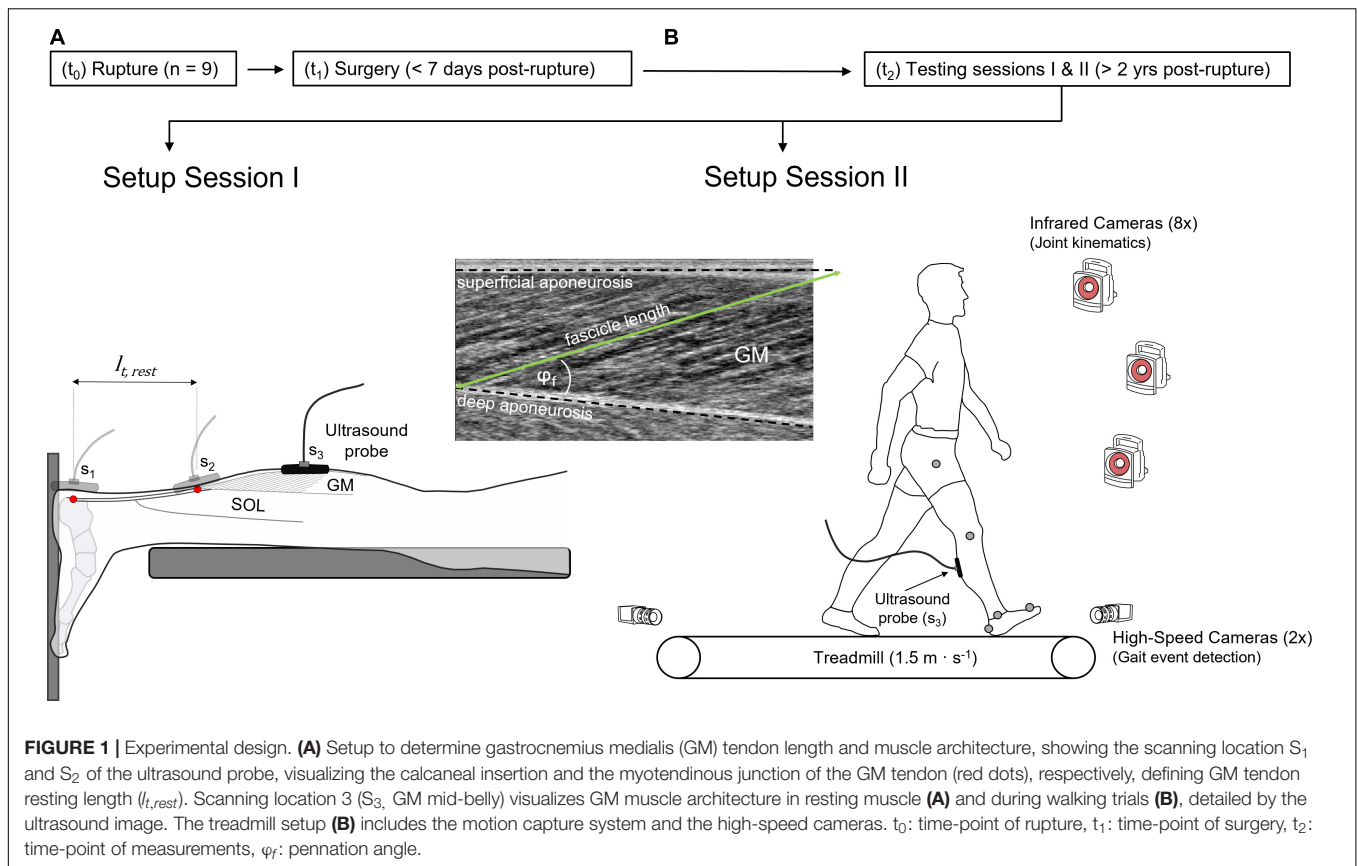 A
B
(t₀) Rupture (n = 9)
(t₁) Surgery (< 7 days post-rupture)
(t₂) Testing sessions I & II (> 2 yrs post-rupture)
Setup Session I
Setup Session II
Infrared Cameras (8x)
(Joint kinematics)
superficial aponeurosis
fascicle length
GM
φf
deep aponeurosis
lt, rest
Ultrasound
probe
s₁
s₂
s₃
GM
SOL
Ultrasound
probe (s₃)
Treadmill (1.5 m · s⁻¹)
High-Speed Cameras (2x)
(Gait event detection)
FIGURE 1 | Experimental design. (A) Setup to determine gastrocnemius medialis (GM) tendon length and muscle architecture, showing the scanning location S₁
and S₂ of the ultrasound probe, visualizing the calcaneal insertion and the myotendinous junction of the GM tendon (red dots), respectively, defining GM tendon
resting length (lt,rest). Scanning location 3 (S₃, GM mid-belly) visualizes GM muscle architecture in resting muscle (A) and during walking trials (B), detailed by the
ultrasound image. The treadmill setup (B) includes the motion capture system and the high-speed cameras. t₀: time-point of rupture, t₁: time-point of surgery, t₂:
time-point of measurements, φf: pennation angle.